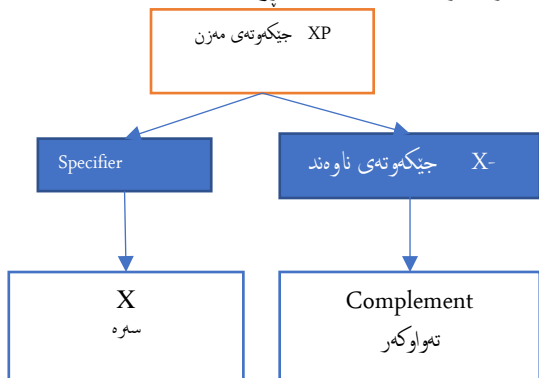 XP جێکەوتەی مەزن
Specifier
X- جێکەوتەی ناوەند
X
سەرە
Complement
تەواوکەر